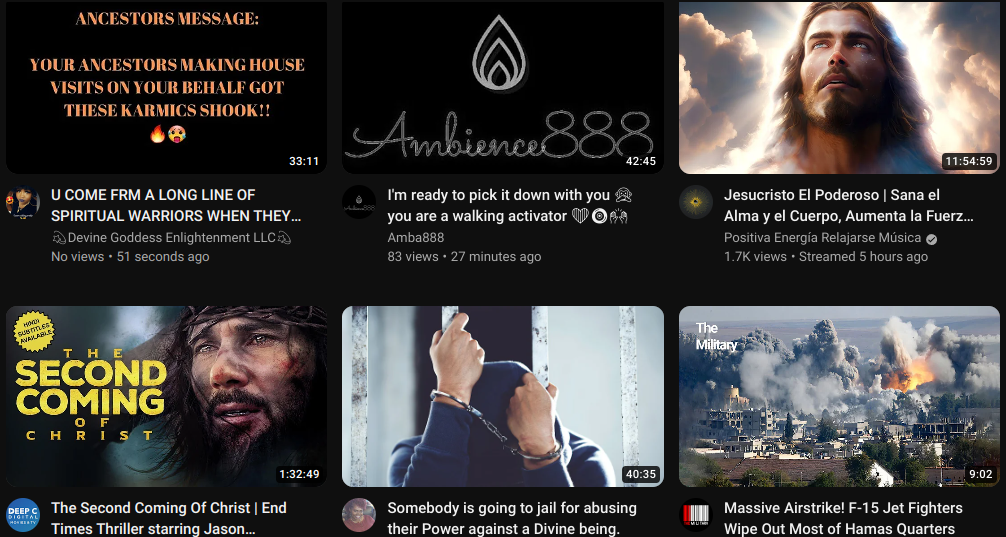 ANCESTORS MESSAGE:
YOUR ANCESTORS MAKING HOUSE
VISITS ON YOUR BEHALF GOT
THESE KARMICS SHOOK!!
🔥🥵
33:11
U COME FRM A LONG LINE OF
SPIRITUAL WARRIORS WHEN THEY...
Devine Goddess Enlightenment LLC
No views • 51 seconds ago
Ambience888
42:45
I'm ready to pick it down with you
you are a walking activator
Amba888
83 views • 27 minutes ago
11:54:59
Jesucristo El Poderoso | Sana el
Alma y el Cuerpo, Aumenta la Fuerz...
Positiva Energía Relajarse Música
1.7K views • Streamed 5 hours ago
HINDI
SUBTITLES
AVAILABLE
THE
SECOND
COMING
OF
CHRIST
1:32:49
DEEP C
DIGITAL
The Second Coming Of Christ | End
Times Thriller starring Jason...
40:35
Somebody is going to jail for abusing
their Power against a Divine being.
The
Military
9:02
Massive Airstrike! F-15 Jet Fighters
Wipe Out Most of Hamas Quarters